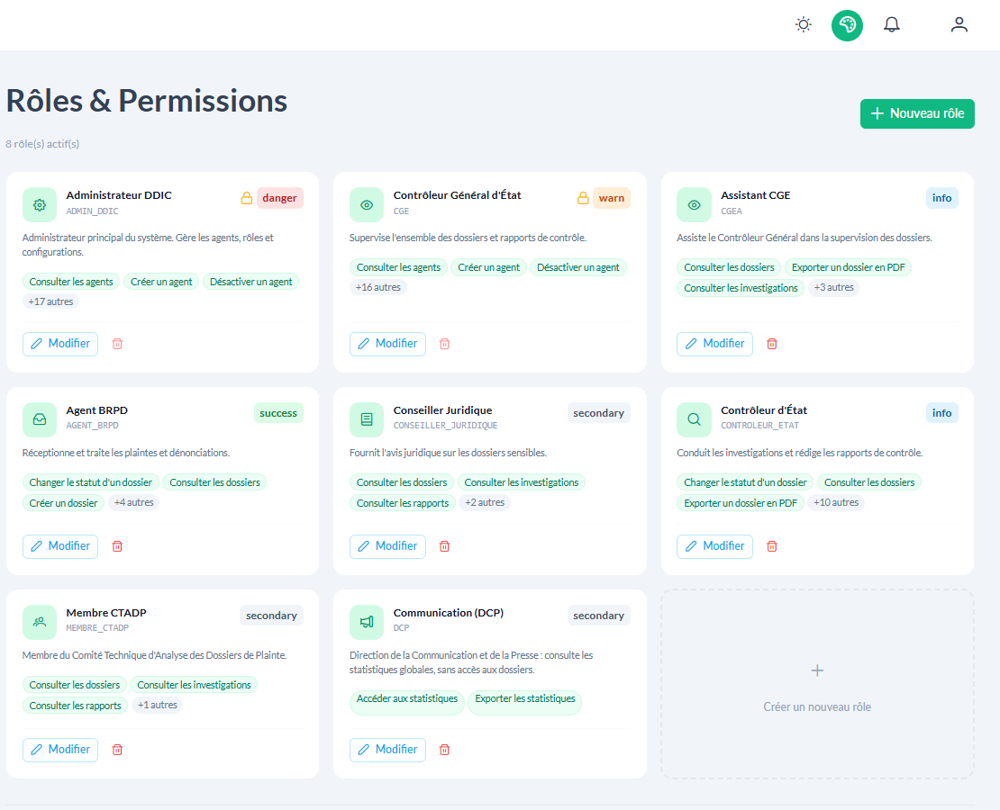 Rôles & Permissions
Nouveau rôle
8 rôle(s) actif(s)
Administrateur DDIC
danger
ADMIN_DDIC
Administrateur principal du système. Gère les agents, rôles et
configurations.
Consulter les agents
Créer un agent
Désactiver un agent
+17 autres
Modifier
Contrôleur Général d'État
warn
CGE
Supervise l'ensemble des dossiers et rapports de contrôle.
Consulter les agents
Créer un agent
Désactiver un agent
+16 autres
Modifier
Assistant CGE
info
CGEA
Assiste le Contrôleur Général dans la supervision des dossiers.
Consulter les dossiers
Exporter un dossier en PDF
Consulter les investigations
+3 autres
Modifier
Agent BRPD
success
AGENT_BRPD
Réceptionne et traite les plaintes et dénonciations.
Changer le statut d'un dossier
Consulter les dossiers
Créer un dossier
+4 autres
Modifier
Conseiller Juridique
secondary
CONSEILLER_JURIDIQUE
Fournit l'avis juridique sur les dossiers sensibles.
Consulter les dossiers
Consulter les investigations
Consulter les rapports
+2 autres
Modifier
Contrôleur d'État
info
CONTROLEUR_ETAT
Conduit les investigations et rédige les rapports de contrôle.
Changer le statut d'un dossier
Consulter les dossiers
Exporter un dossier en PDF
+10 autres
Modifier
Membre CTADP
secondary
MEMBRE_CTADP
Membre du Comité Technique d'Analyse des Dossiers de Plainte.
Consulter les dossiers
Consulter les investigations
Consulter les rapports
+1 autres
Modifier
Communication (DCP)
secondary
DCP
Direction de la Communication et de la Presse : consulte les
statistiques globales, sans accès aux dossiers.
Accéder aux statistiques
Exporter les statistiques
Modifier
Créer un nouveau rôle